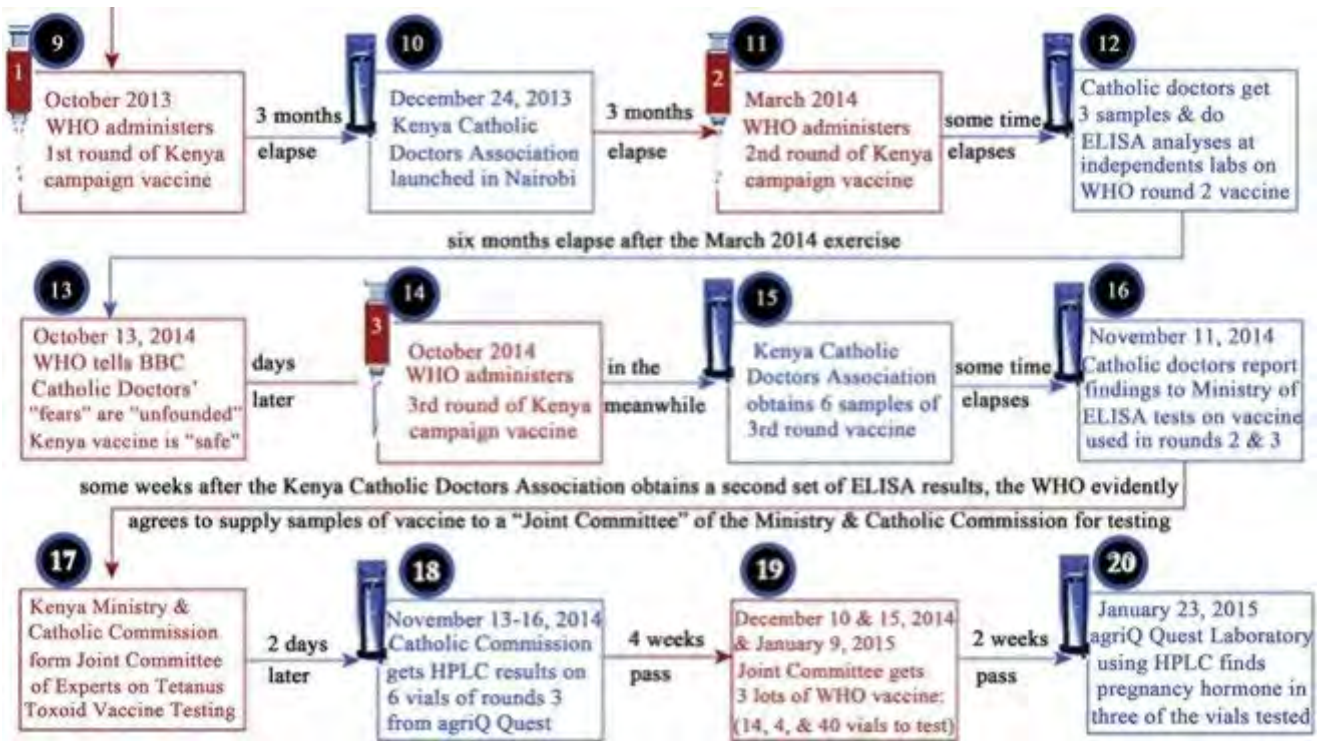 9
1
October 2013
WHO administers
1st round of Kenya
campaign vaccine
3 months
elapse
10
December 24, 2013
Kenya Catholic
Doctors Association
launched in Nairobi
3 months
elapse
11
2
March 2014
WHO administers
2nd round of Kenya
campaign vaccine
some time
elapses
12
Catholic doctors get
3 samples & do
ELISA analyses at
independents labs on
WHO round 2 vaccine
six months elapse after the March 2014 exercise
13
October 13, 2014
WHO tells BBC
Catholic Doctors'
"fears" are "unfounded"
Kenya vaccine is "safe"
days
later
14
3
October 2014
WHO administers
3rd round of Kenya
campaign vaccine
in the
meanwhile
15
Kenya Catholic
Doctors Association
obtains 6 samples of
3rd round vaccine
some time
elapses
16
November 11, 2014
Catholic doctors report
findings to Ministry of
ELISA tests on vaccine
used in rounds 2 & 3
some weeks after the Kenya Catholic Doctors Association obtains a second set of ELISA results, the WHO evidently
agrees to supply samples of vaccine to a "Joint Committee" of the Ministry & Catholic Commission for testing
17
Kenya Ministry &
Catholic Commission
form Joint Committee
of Experts on Tetanus
Toxoid Vaccine Testing
2 days
later
18
November 13-16, 2014
Catholic Commission
gets HPLC results on
6 vials of rounds 3
from agriQ Quest
4 weeks
pass
19
December 10 & 15, 2014
& January 9, 2015
Joint Committee gets
3 lots of WHO vaccine:
(14, 4, & 40 vials to test)
2 weeks
pass
20
January 23, 2015
agriQ Quest Laboratory
using HPLC finds
pregnancy hormone in
three of the vials tested